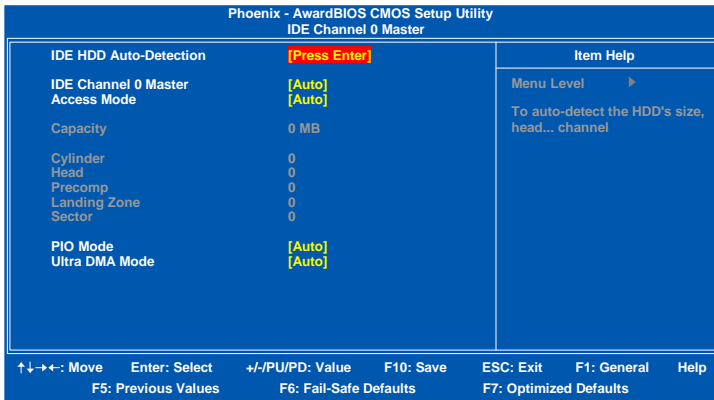 Phoenix - AwardBIOS CMOS Setup Utility
IDE Channel 0 Master
IDE HDD Auto-Detection [Press Enter]
IDE Channel 0 Master [Auto]
Access Mode [Auto]
Capacity 0 MB
Cylinder 0
Head 0
Precomp 0
Landing Zone 0
Sector 0
PIO Mode [Auto]
Ultra DMA Mode [Auto]
Item Help
Menu Level ▶
To auto-detect the HDD's size,
head... channel
↑↓→←: Move Enter: Select +/-/PU/PD: Value F10: Save ESC: Exit F1: General Help
F5: Previous Values F6: Fail-Safe Defaults F7: Optimized Defaults